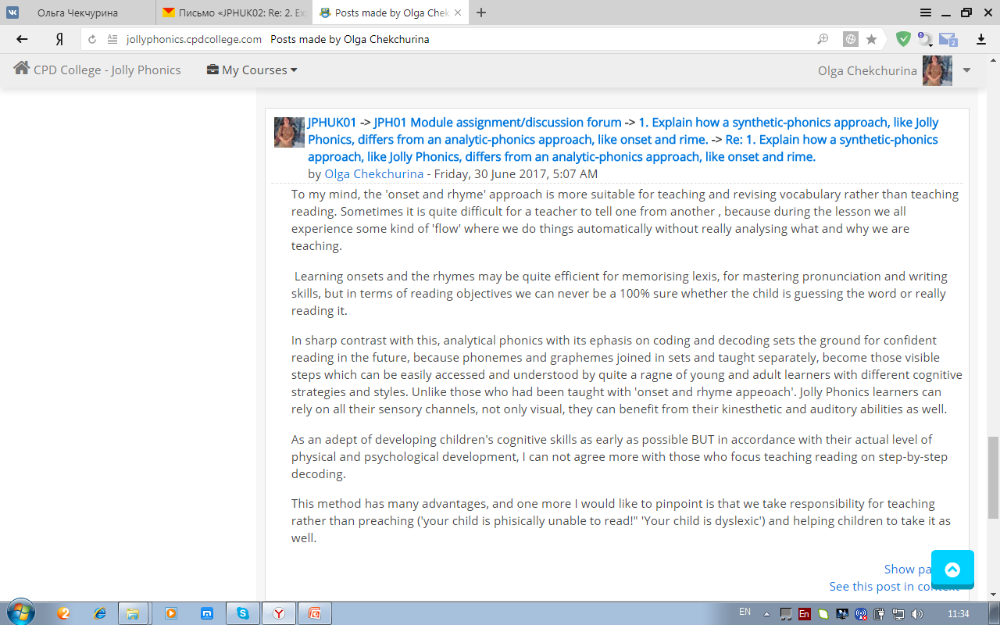 Ольга Чекчурина
Письмо «JPHUK02: Re: 2. Ex
Posts made by Olga Chek
jollyphonics.cpdcollege.com Posts made by Olga Chekchurina
2
CPD College - Jolly Phonics
My Courses
Olga Chekchurina
JPHUK01 -> JPH01 Module assignment/discussion forum -> 1. Explain how a synthetic-phonics approach, like Jolly
Phonics, differs from an analytic-phonics approach, like onset and rime. -> Re: 1. Explain how a synthetic-phonics
approach, like Jolly Phonics, differs from an analytic-phonics approach, like onset and rime.
by Olga Chekchurina - Friday, 30 June 2017, 5:07 AM
To my mind, the 'onset and rhyme' approach is more suitable for teaching and revising vocabulary rather than teaching
reading. Sometimes it is quite difficult for a teacher to tell one from another , because during the lesson we all
experience some kind of 'flow' where we do things automatically without really analysing what and why we are
teaching.
Learning onsets and the rhymes may be quite efficient for memorising lexis, for mastering pronunciation and writing
skills, but in terms of reading objectives we can never be a 100% sure whether the child is guessing the word or really
reading it.
In sharp contrast with this, analytical phonics with its ephasis on coding and decoding sets the ground for confident
reading in the future, because phonemes and graphemes joined in sets and taught separately, become those visible
steps which can be easily accessed and understood by quite a ragne of young and adult learners with different cognitive
strategies and styles. Unlike those who had been taught with 'onset and rhyme appeoach'. Jolly Phonics learners can
rely on all their sensory channels, not only visual, they can benefit from their kinesthetic and auditory abilities as well.
As an adept of developing children's cognitive skills as early as possible BUT in accordance with their actual level of
physical and psychological development, I can not agree more with those who focus teaching reading on step-by-step
decoding.
This method has many advantages, and one more I would like to pinpoint is that we take responsibility for teaching
rather than preaching ('your child is phisically unable to read!" 'Your child is dyslexic') and helping children to take it as
well.
Show pa
See this post in context
EN
En
11:34